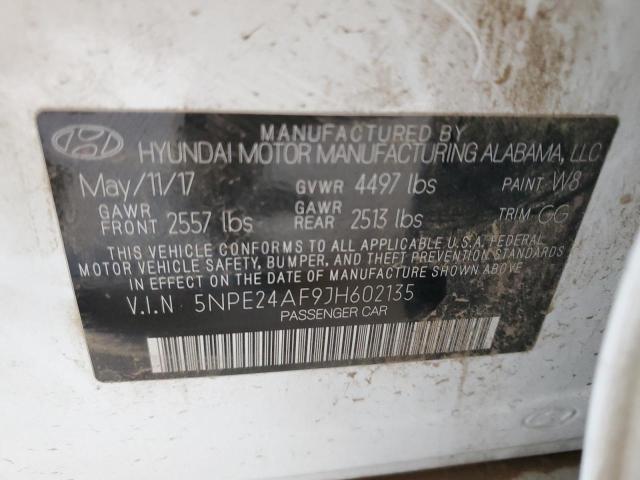 MANUFACTURED BY
HYUNDAI MOTOR MANUFACTURING ALABAMA, LLC
May/11/17 GVWR 4497 lbs PAINT W8
GAWR FRONT 2557 lbs GAWR REAR 2513 lbs TRIM GG
THIS VEHICLE CONFORMS TO ALL APPLICABLE U.S.A. FEDERAL
MOTOR VEHICLE SAFETY, BUMPER, AND THEFT PREVENTION STANDARDS
IN EFFECT ON THE DATE OF MANUFACTURE SHOWN ABOVE.
V.I.N 5NPE24AF9JH602135
PASSENGER CAR